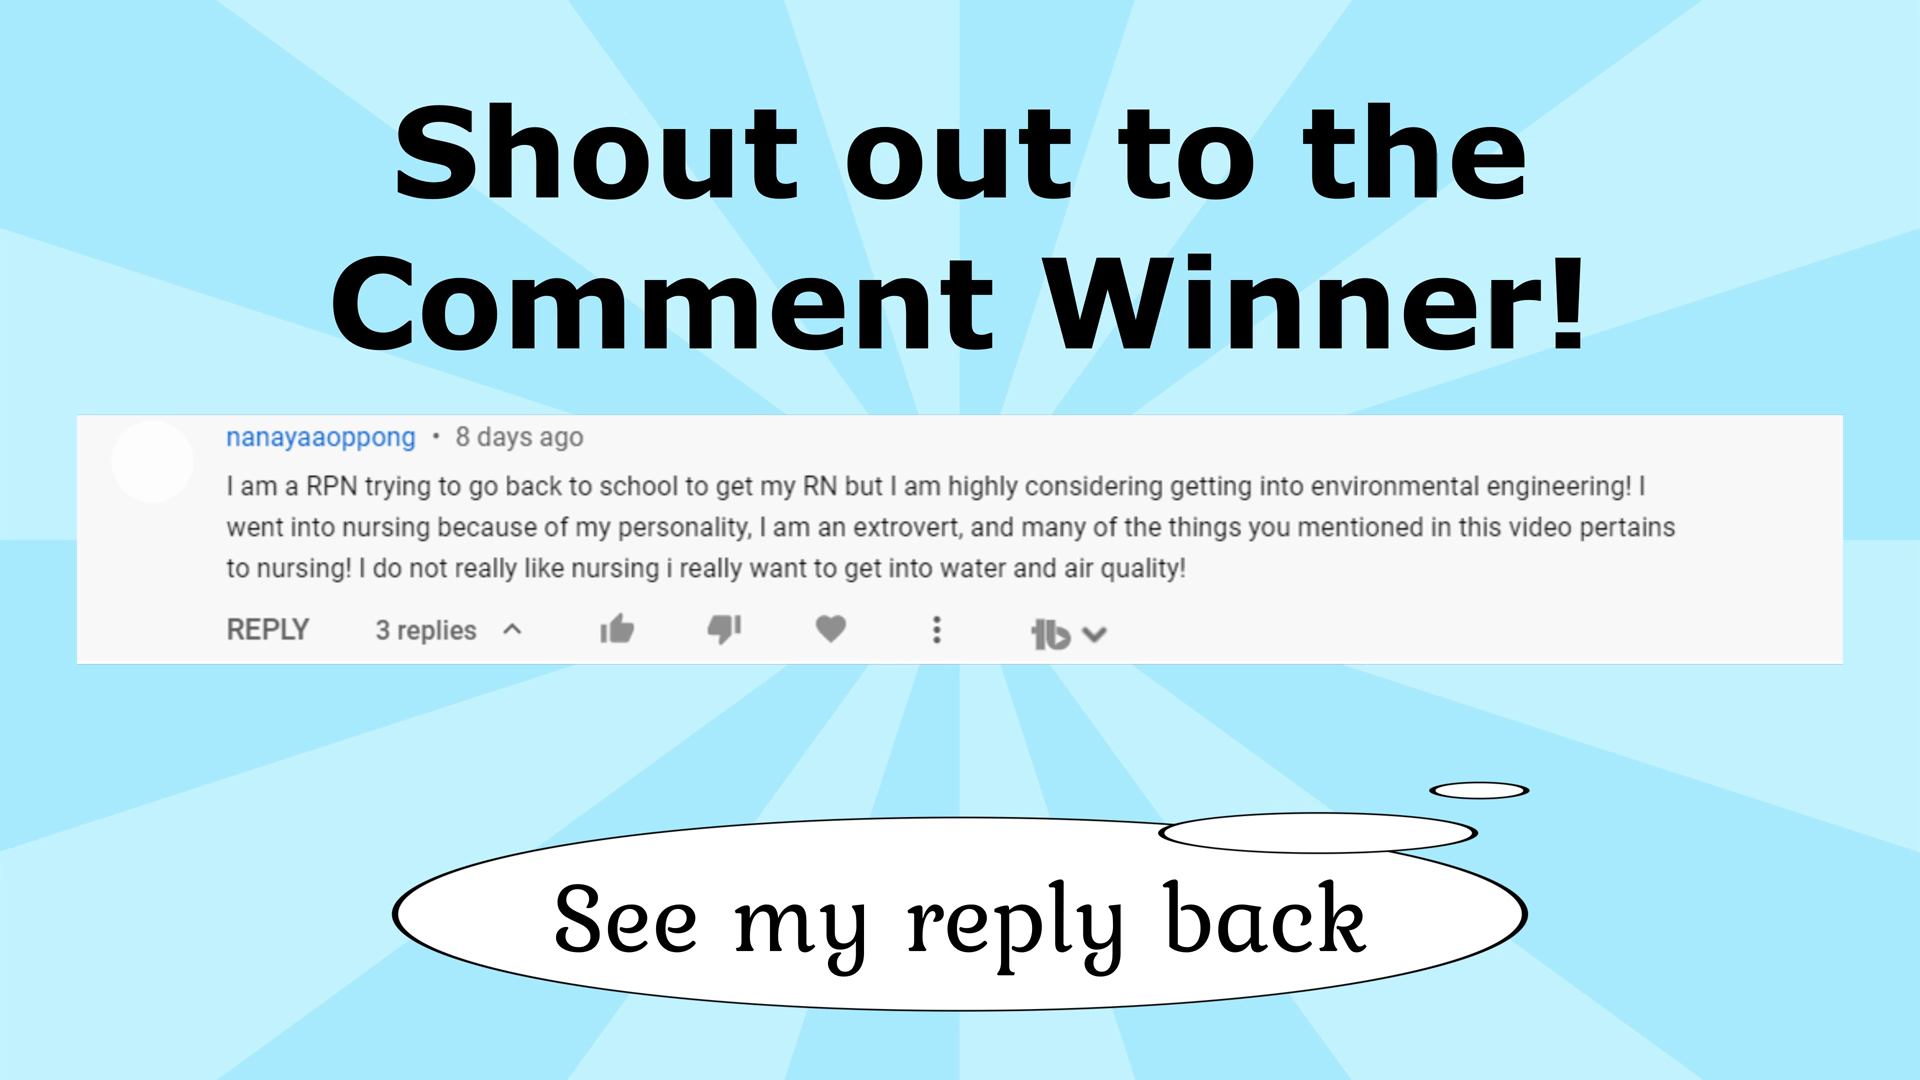 Shout out to the
Comment Winner!
nanayaaoppong • 8 days ago
I am a RPN trying to go back to school to get my RN but I am highly considering getting into environmental engineering! I
went into nursing because of my personality, I am an extrovert, and many of the things you mentioned in this video pertains
to nursing! I do not really like nursing i really want to get into water and air quality!
REPLY 3 replies
See my reply back